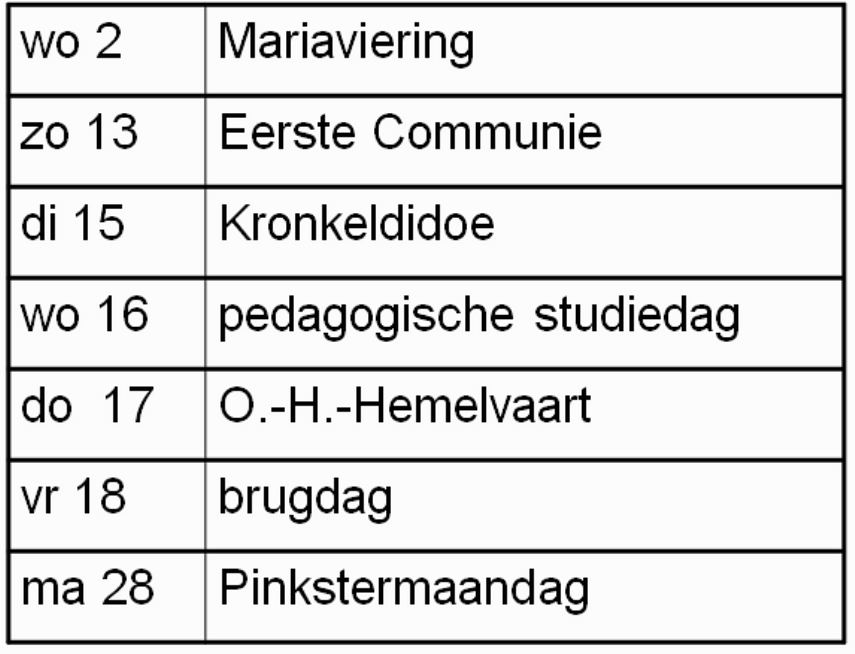 wo 2 Mariaviering
zo 13 Eerste Communie
di 15 Kronkeldidoe
wo 16 pedagogische studiedag
do 17 O.-H.-Hemelvaart
vr 18 brugdag
ma 28 Pinkstermaandag